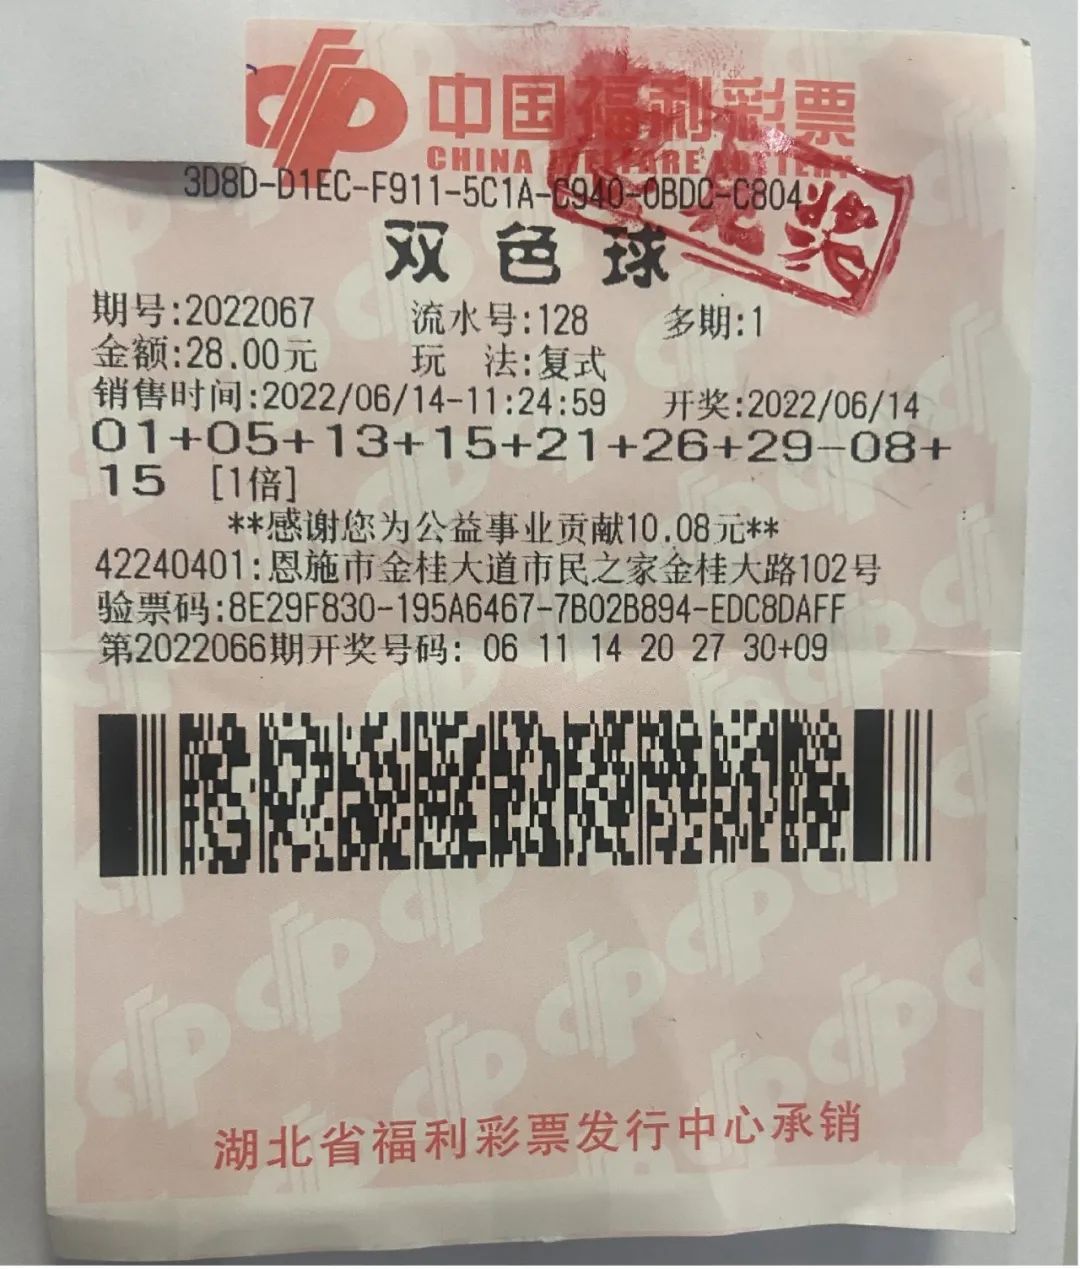 中国福利彩票
CHINA WELFARE LOTTERY
3D8D-D1EC-F911-5C1A-C940-0BDC-C804
兑奖
双色球
期号:2022067 流水号:128 多期:1
金额:28.00元 玩 法:复式
销售时间:2022/06/14-11:24:59 开奖:2022/06/14
01+05+13+15+21+26+29-08+
15 [1倍]
**感谢您为公益事业贡献10.08元**
42240401:恩施市金桂大道市民之家金桂大路102号
验票码:8E29F830-195A6467-7B02B894-EDC8DAFF
第2022066期开奖号码: 06 11 14 20 27 30+09
湖北省福利彩票发行中心承销